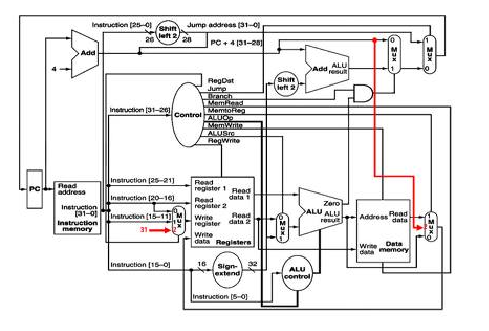 Instruction [25–0]
Shift
left 2
Jump address [31–0]
26
28
PC + 4 [31–28]
Add
4
0
M
u
x
1
1
M
u
x
0
Add
ALU
result
Shift
left 2
RegDst
Jump
Branch
MemRead
MemtoReg
ALUOp
MemWrite
ALUSrc
RegWrite
Instruction [31–26]
Control
PC
Read
address
Instruction
[31–0]
Instruction
memory
Instruction [25–21]
Instruction [20–16]
Instruction [15–11]
31
0
M
u
x
Read
register 1
Read
register 2
Write
register
Write
data
Read
data 1
Read
data 2
Registers
0
M
u
x
1
Zero
ALU
ALU
result
Address
Read
data
Write
data
Data
memory
1
M
u
x
0
Instruction [15–0]
16
Sign-
extend
32
ALU
control
Instruction [5–0]